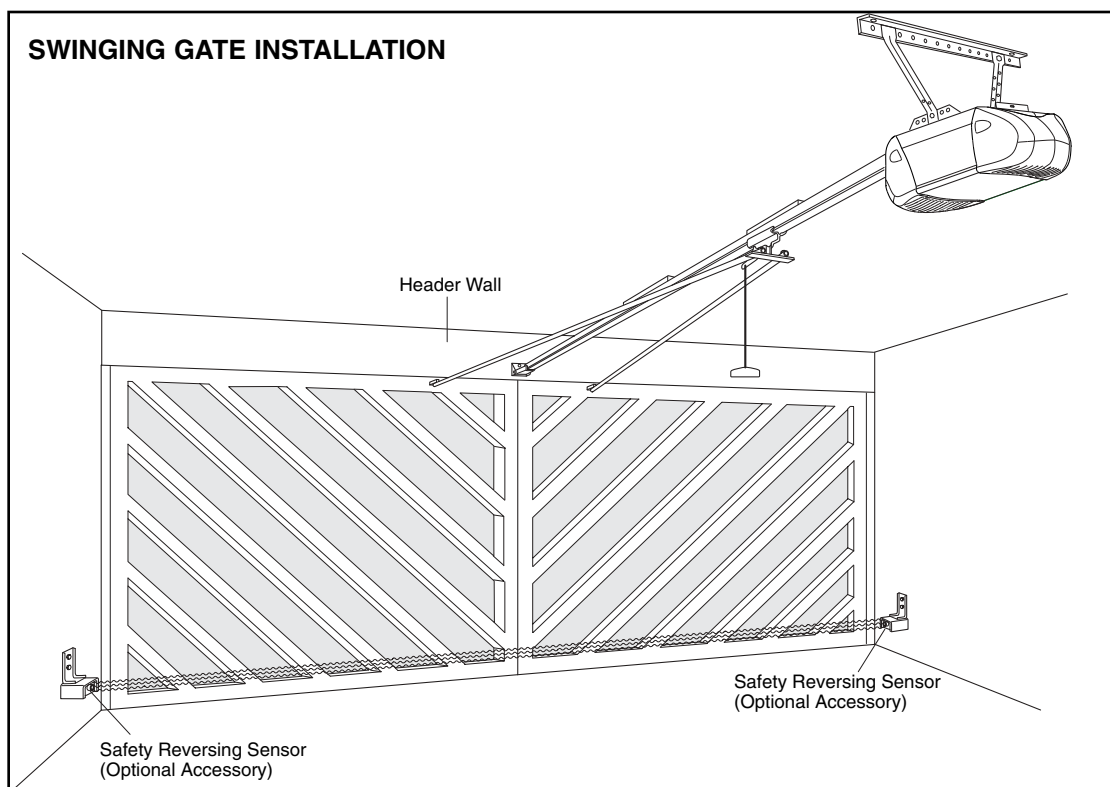 SWINGING GATE INSTALLATION
Header Wall
Safety Reversing Sensor
(Optional Accessory)
Safety Reversing Sensor
(Optional Accessory)